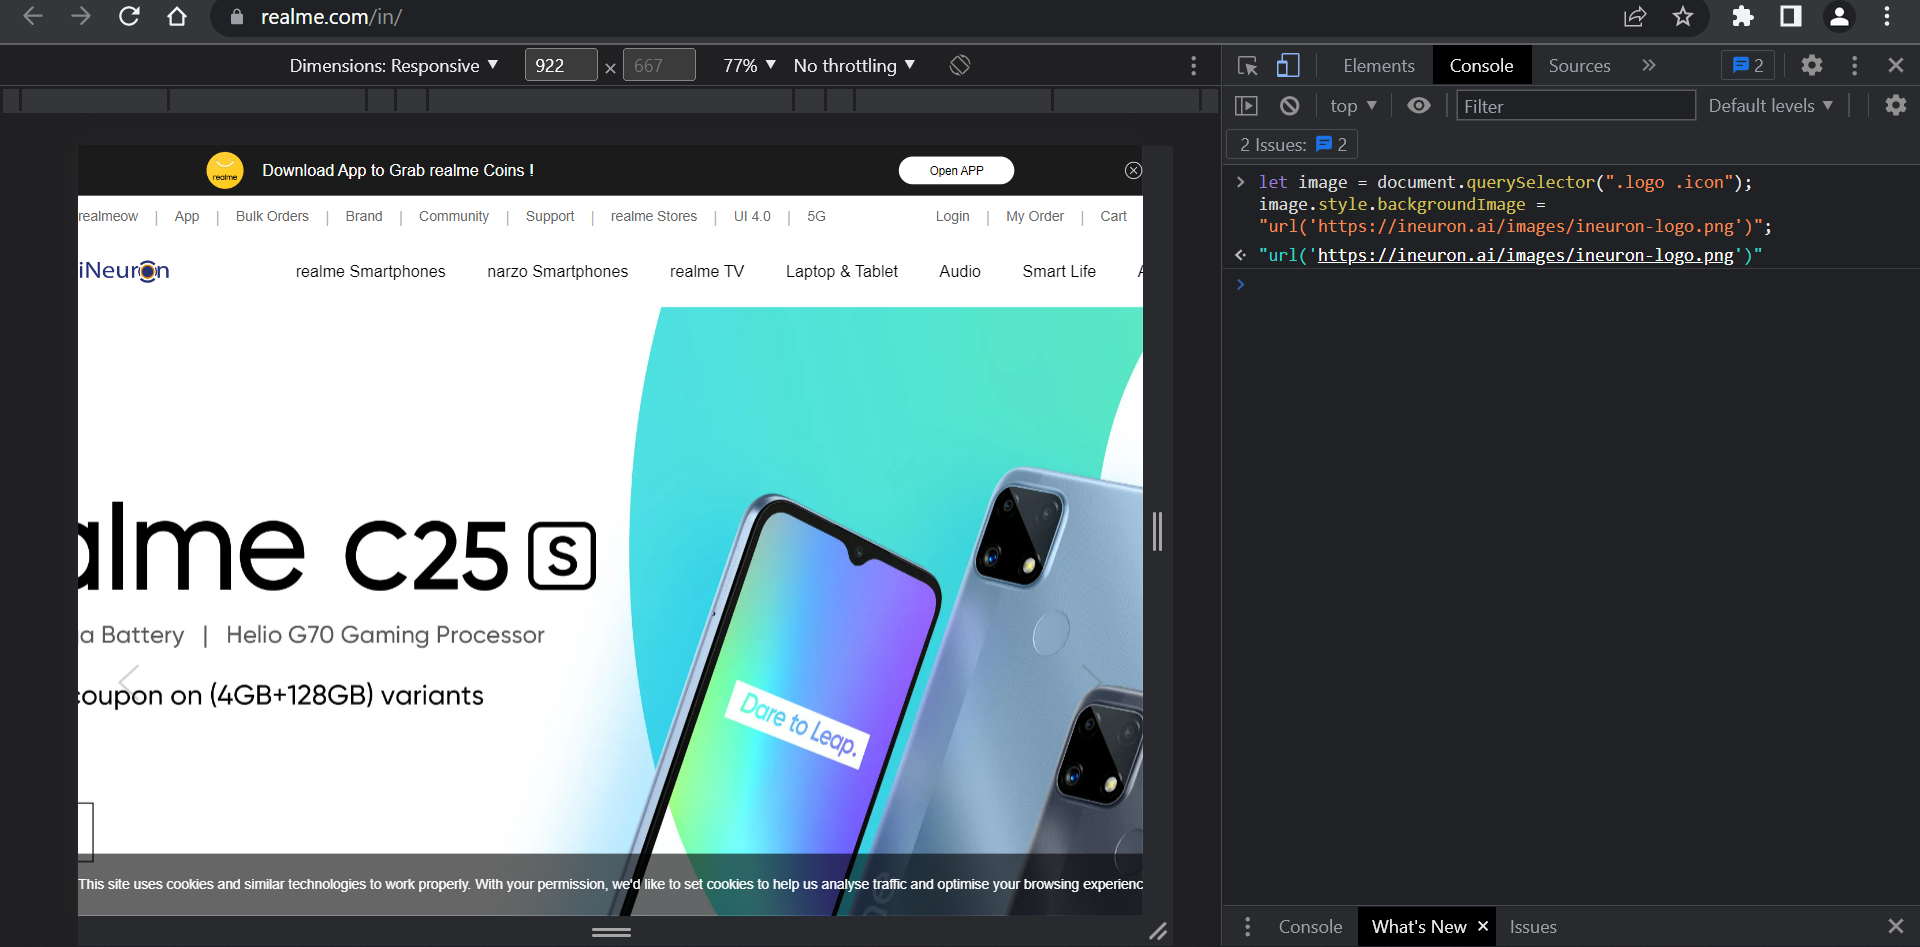 realme.com/in/
Dimensions: Responsive ▼ 922 × 667 77% ▼ No throttling ▼
Download App to Grab realme Coins !
realme
Open APP
realmeow | App | Bulk Orders | Brand | Community | Support | realme Stores | UI 4.0 | 5G
Login | My Order | Cart
iNeuron
realme Smartphones narzo Smartphones realme TV Laptop & Tablet Audio Smart Life A
alme C25 S
a Battery | Helio G70 Gaming Processor
coupon on (4GB+128GB) variants
Dare to Leap.
This site uses cookies and similar technologies to work properly. With your permission, we'd like to set cookies to help us analyse traffic and optimise your browsing experienc
Elements Console Sources » 2
top ▼ Filter Default levels ▼
2 Issues: 2
let image = document.querySelector(".logo .icon");
image.style.backgroundImage =
"url('https://ineuron.ai/images/ineuron-logo.png')";
"url('https://ineuron.ai/images/ineuron-logo.png')"
Console What's New × Issues